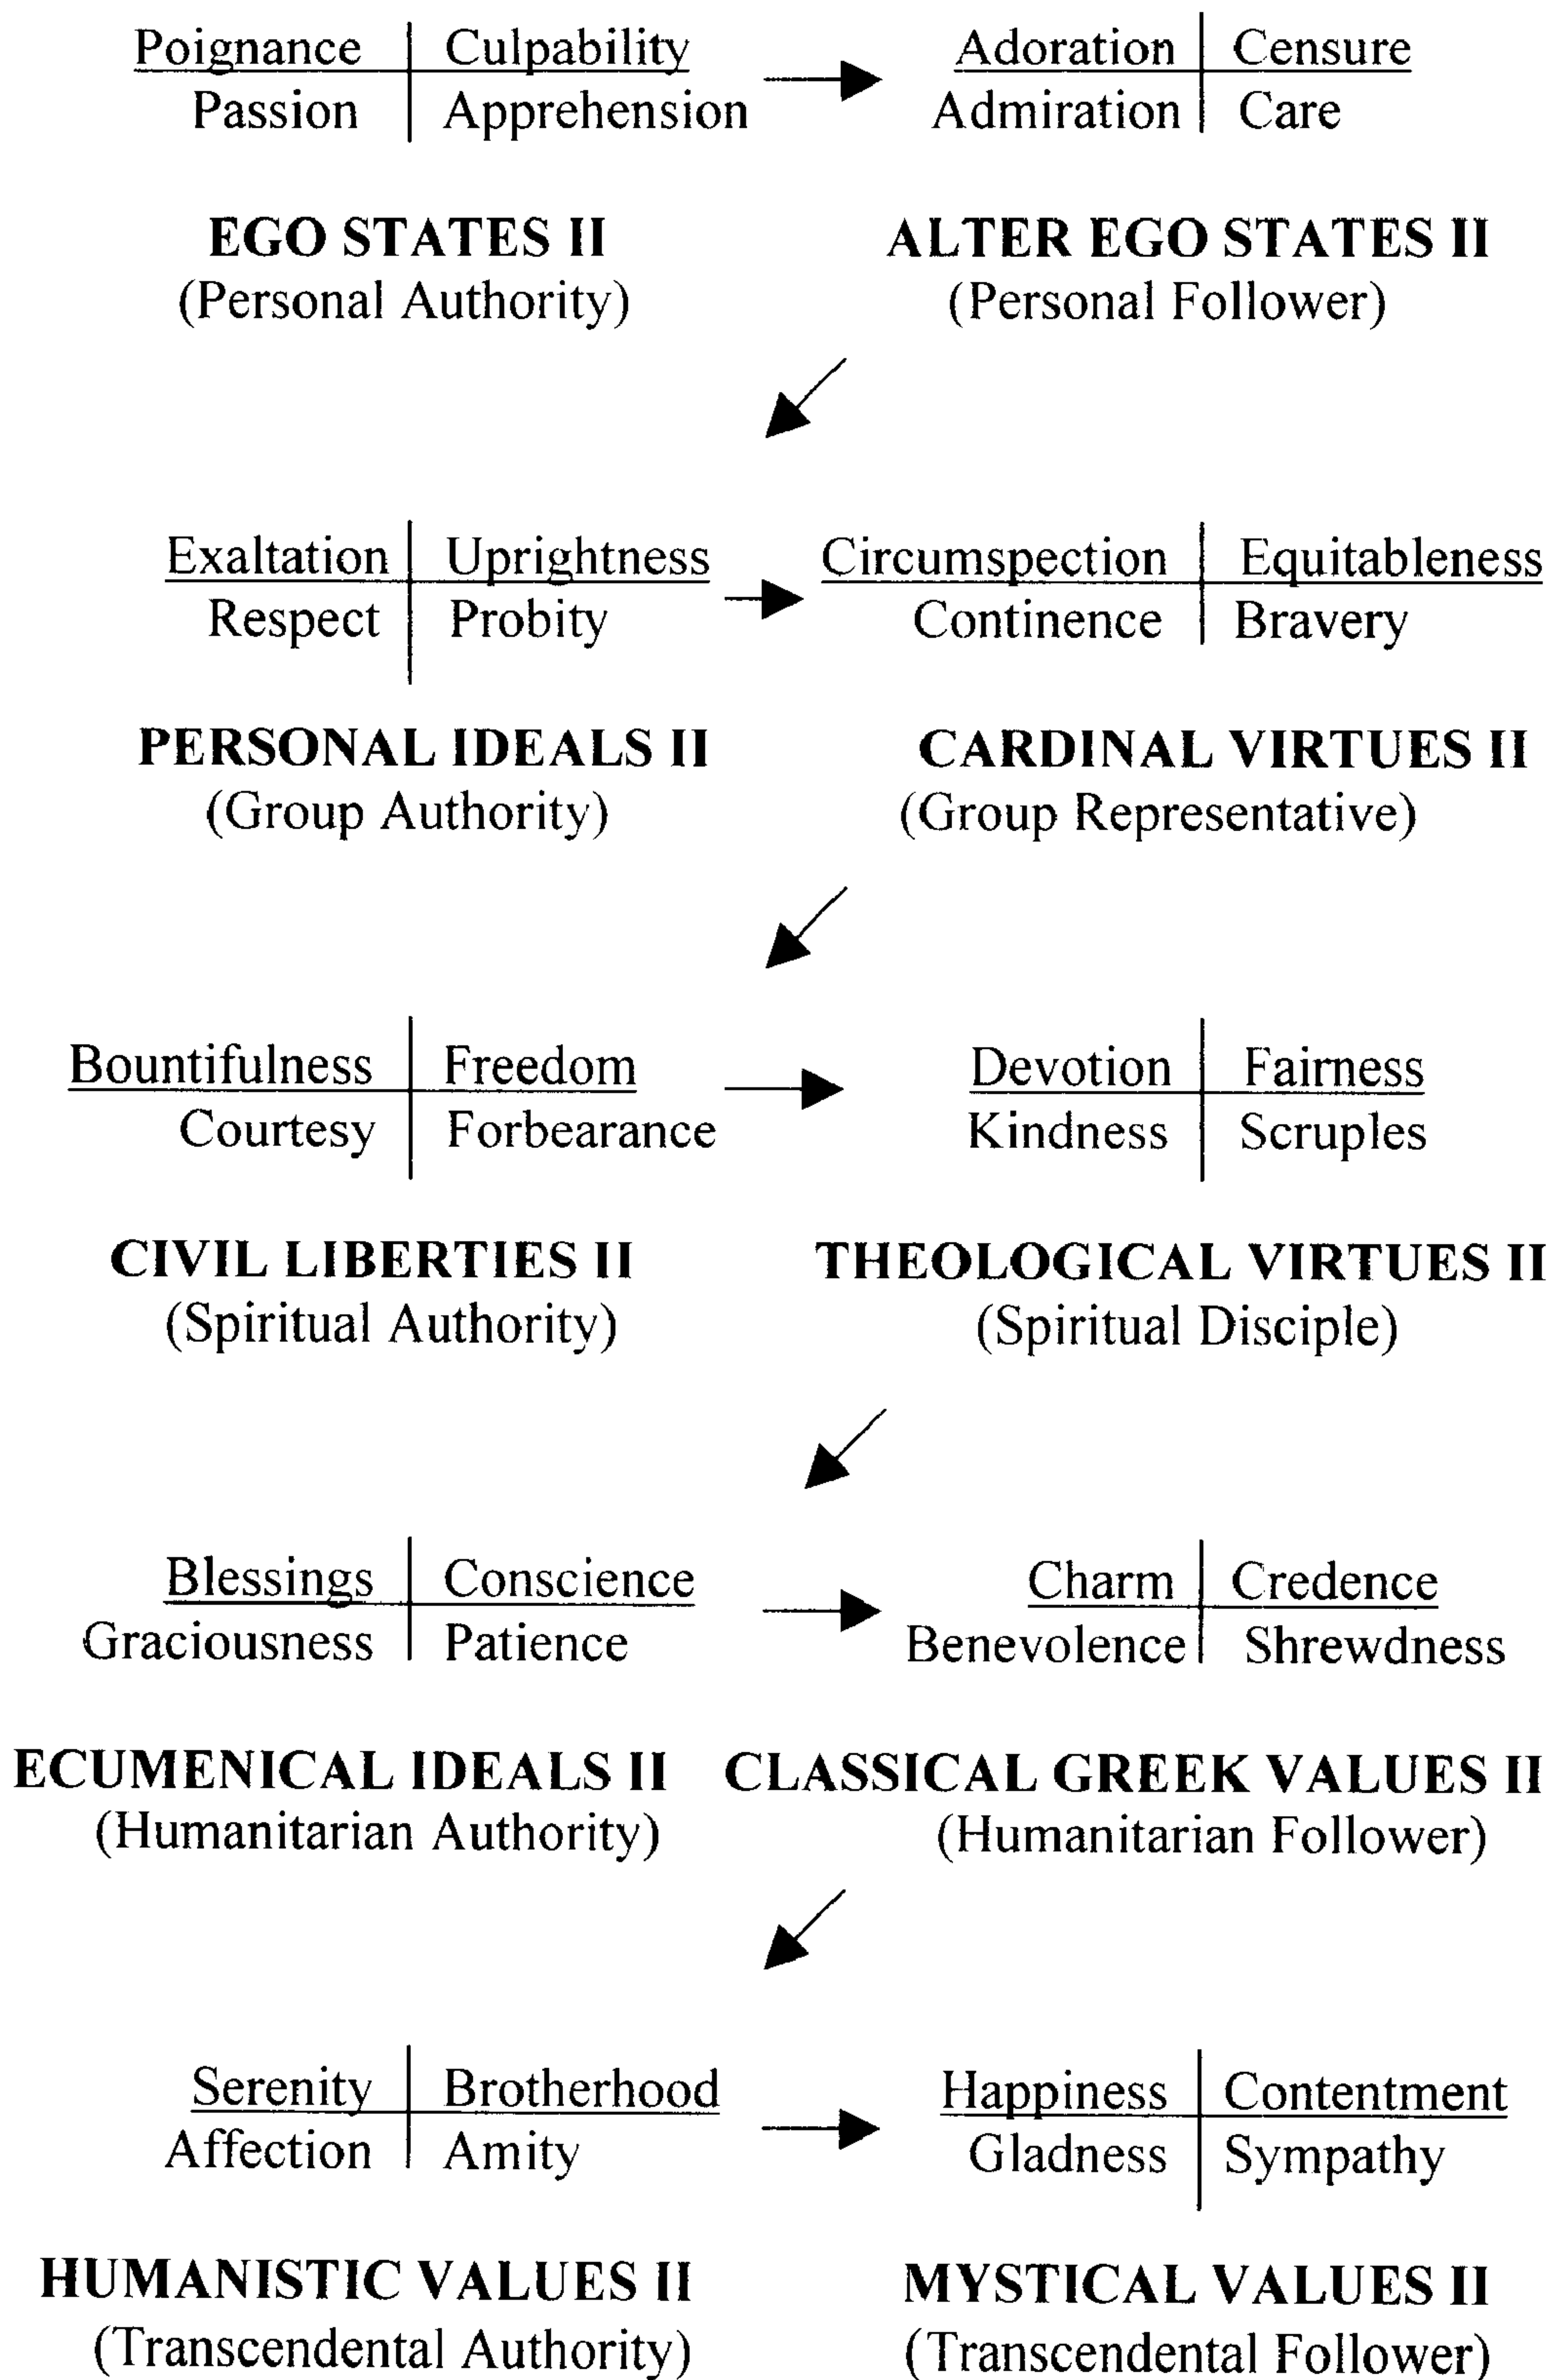 Poignance Culpability Adoration Censure
Passion Apprehension Admiration Care
EGO STATES II ALTER EGO STATES II
(Personal Authority) (Personal Follower)
Exaltation Uprightness Circumspection Equitableness
Respect Probity Continence Bravery
PERSONAL IDEALS II CARDINAL VIRTUES II
(Group Authority) (Group Representative)
Bountifulness Freedom Devotion Fairness
Courtesy Forbearance Kindness Scruples
CIVIL LIBERTIES II THEOLOGICAL VIRTUES II
(Spiritual Authority) (Spiritual Disciple)
Blessings Conscience Charm Credence
Graciousness Patience Benevolence Shrewdness
ECUMENICAL IDEALS II CLASSICAL GREEK VALUES II
(Humanitarian Authority) (Humanitarian Follower)
Serenity Brotherhood Happiness Contentment
Affection Amity Gladness Sympathy
HUMANISTIC VALUES II MYSTICAL VALUES II
(Transcendental Authority) (Transcendental Follower)